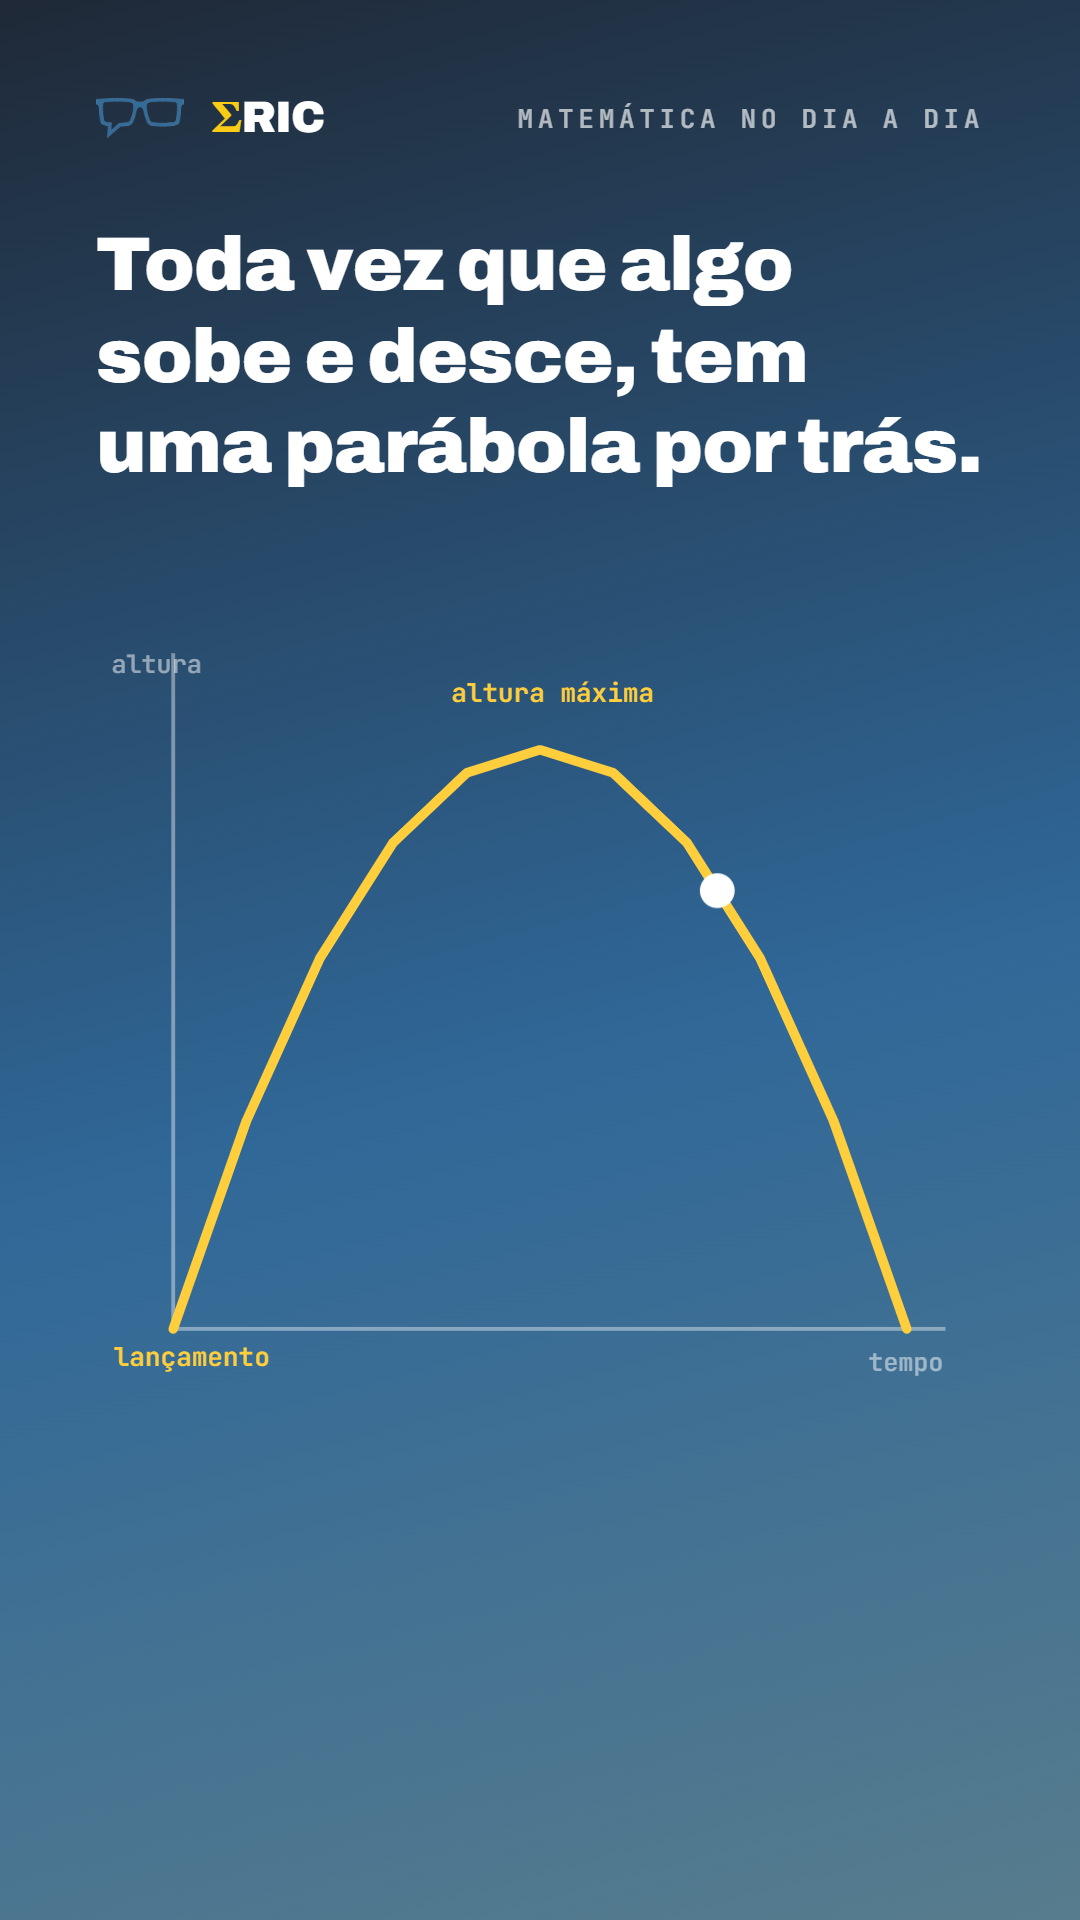 ΣRIC
MATEMÁTICA NO DIA A DIA
Toda vez que algo
sobe e desce, tem
uma parábola por trás.
altura
altura máxima
lançamento
tempo